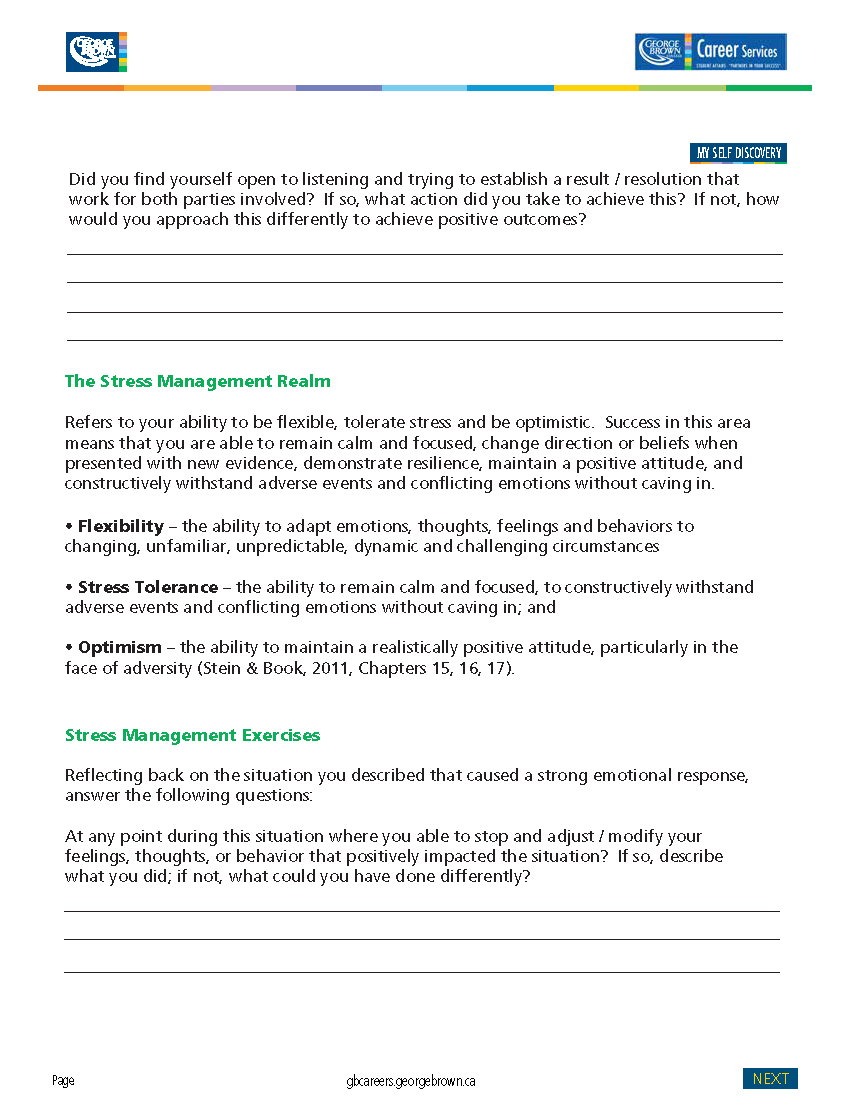 GEORGE
BROWN
GEORGE
BROWN
COLLEGE
Career Services
STUDENT AFFAIRS: "PARTNERS IN YOUR SUCCESS"
MY SELF DISCOVERY
Did you find yourself open to listening and trying to establish a result / resolution that
work for both parties involved?  If so, what action did you take to achieve this?  If not, how
would you approach this differently to achieve positive outcomes?
The Stress Management Realm
Refers to your ability to be flexible, tolerate stress and be optimistic.  Success in this area
means that you are able to remain calm and focused, change direction or beliefs when
presented with new evidence, demonstrate resilience, maintain a positive attitude, and
constructively withstand adverse events and conflicting emotions without caving in.
• Flexibility – the ability to adapt emotions, thoughts, feelings and behaviors to
changing, unfamiliar, unpredictable, dynamic and challenging circumstances
• Stress Tolerance – the ability to remain calm and focused, to constructively withstand
adverse events and conflicting emotions without caving in; and
• Optimism – the ability to maintain a realistically positive attitude, particularly in the
face of adversity (Stein & Book, 2011, Chapters 15, 16, 17).
Stress Management Exercises
Reflecting back on the situation you described that caused a strong emotional response,
answer the following questions:
At any point during this situation where you able to stop and adjust / modify your
feelings, thoughts, or behavior that positively impacted the situation?  If so, describe
what you did; if not, what could you have done differently?
Page
gbcareers.georgebrown.ca
NEXT